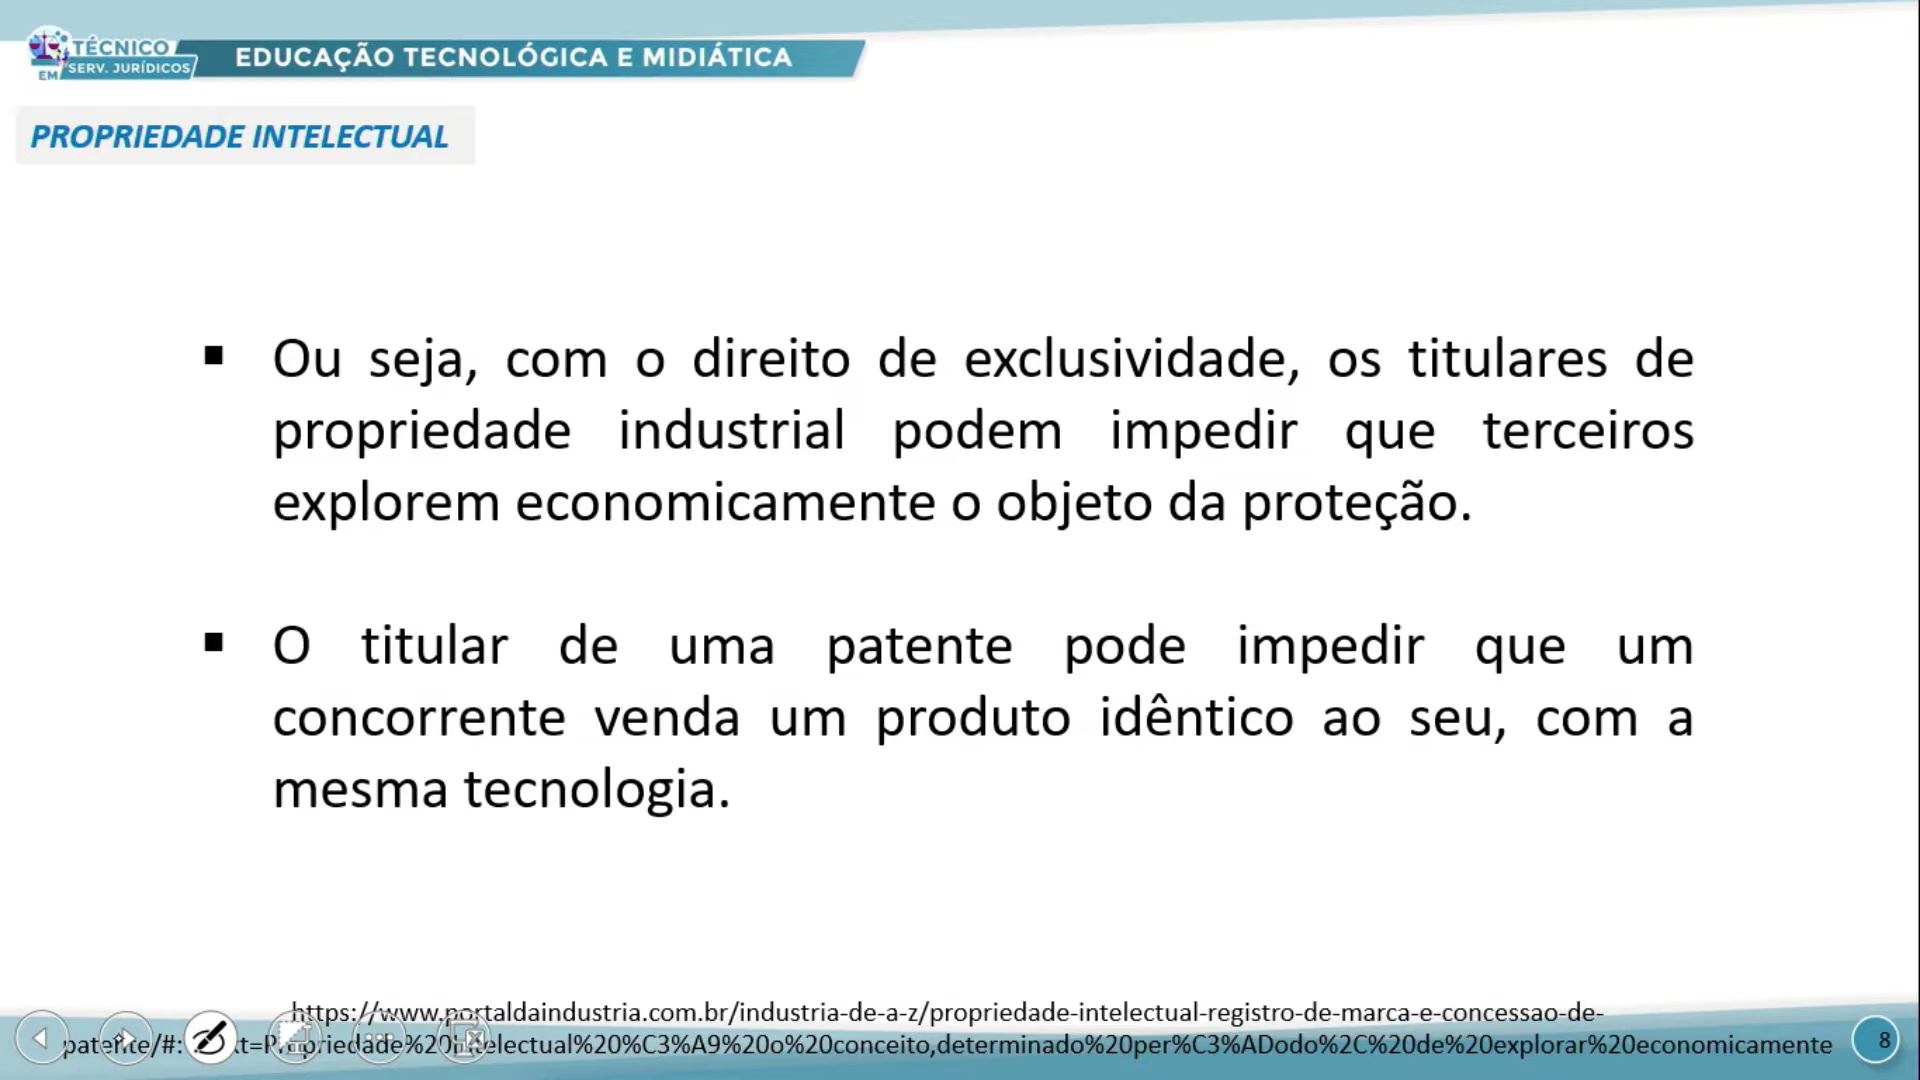 TÉCNICO
EM SERV. JURÍDICOS
EDUCAÇÃO TECNOLÓGICA E MIDIÁTICA
PROPRIEDADE INTELECTUAL
▪ Ou seja, com o direito de exclusividade, os titulares de
propriedade industrial podem impedir que terceiros
explorem economicamente o objeto da proteção.
▪ O titular de uma patente pode impedir que um
concorrente venda um produto idêntico ao seu, com a
mesma tecnologia.
https://www.portaldaindustria.com.br/industria-de-a-z/propriedade-intelectual-registro-de-marca-e-concessao-de-
patente/#: t=Propriedade%20Intelectual%20%C3%A9%20o%20conceito,determinado%20per%C3%ADodo%2C%20de%20explorar%20economicamente
8